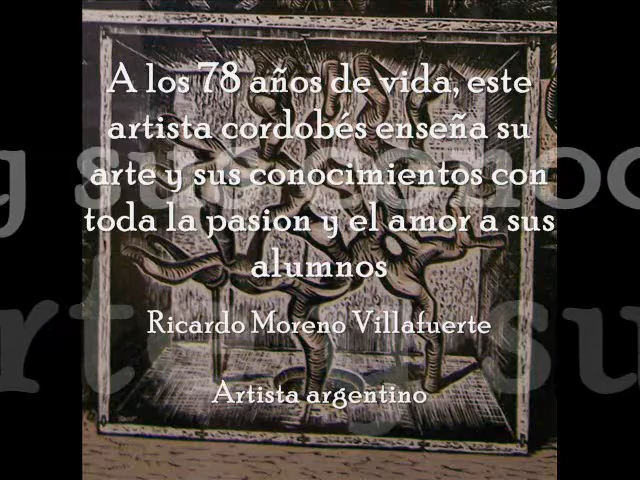 A los 78 años de vida, este
artista cordobés enseña su
arte y sus conocimientos con
toda la pasion y el amor a sus
alumnos
Ricardo Moreno Villafuerte
Artista argentino